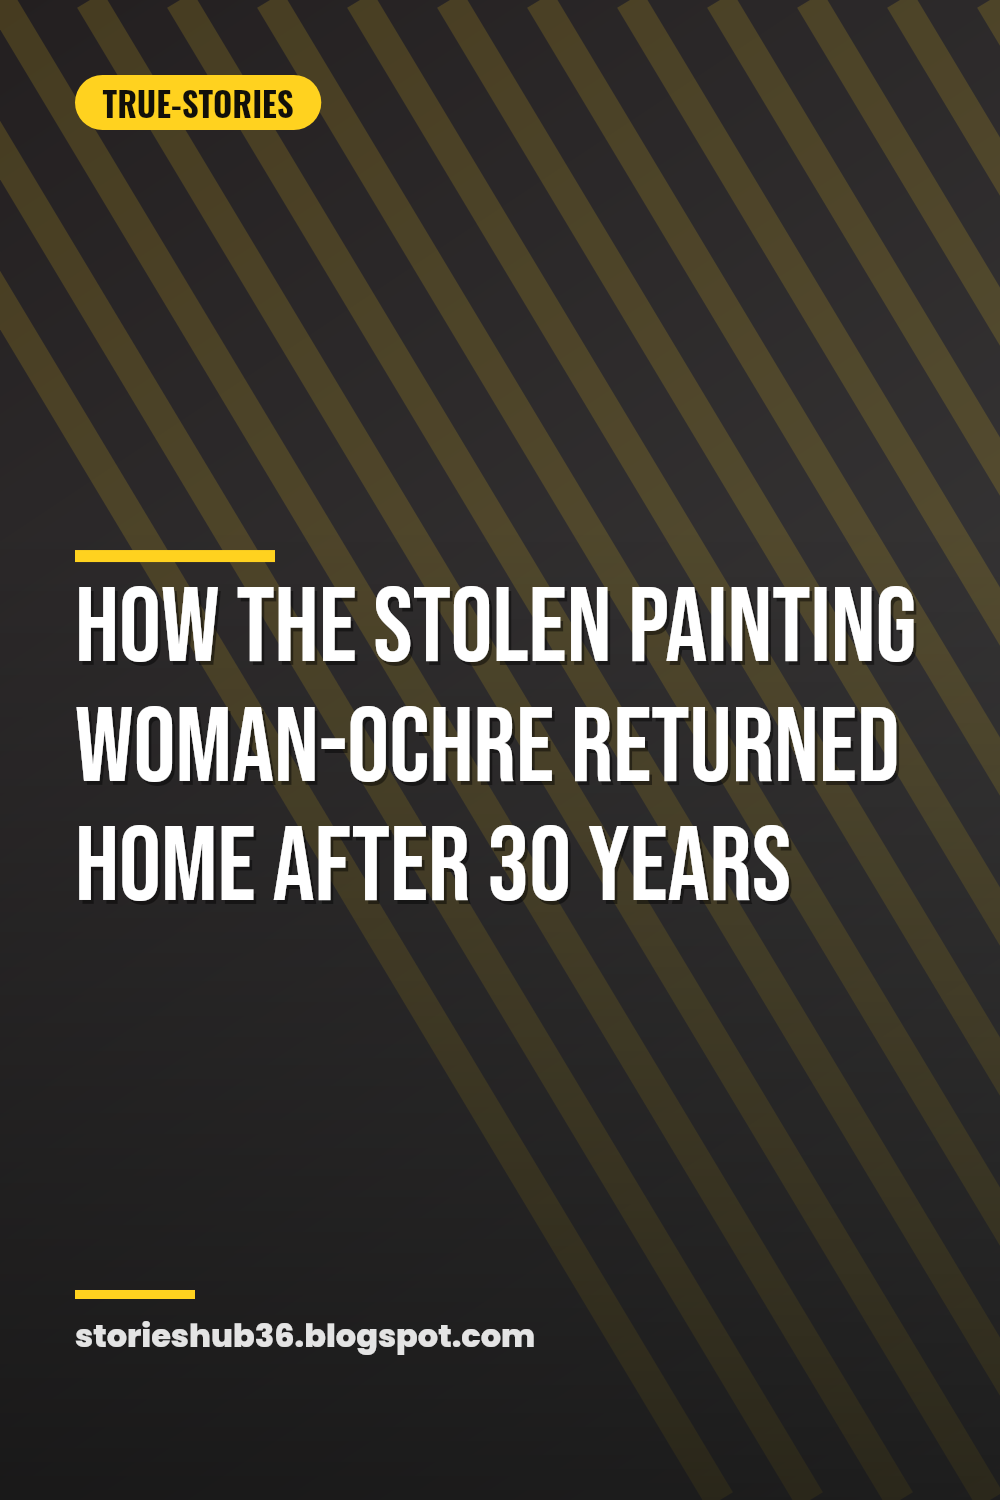 TRUE-STORIES
HOW THE STOLEN PAINTING
WOMAN-OCHRE RETURNED
HOME AFTER 30 YEARS
storieshub36.blogspot.com